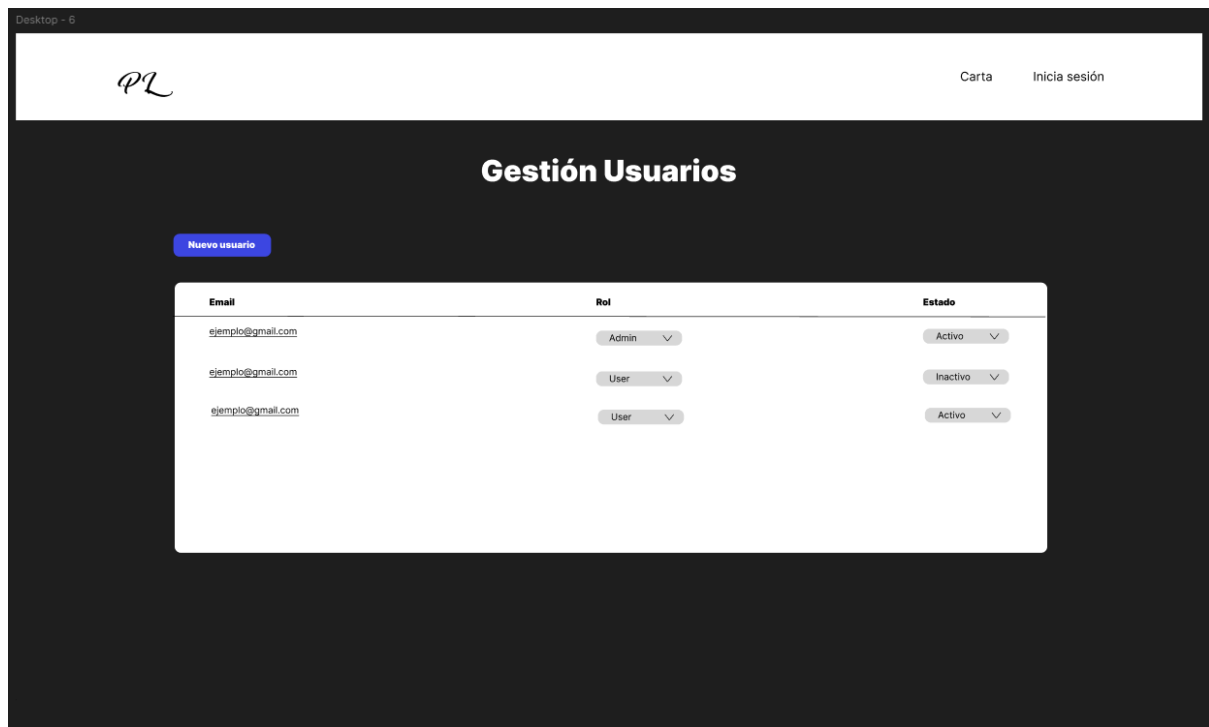 Desktop - 6
PL
Carta Inicia sesión
Gestión Usuarios
Nuevo usuario
Email Rol Estado
ejemplo@gmail.com Admin Activo
ejemplo@gmail.com User Inactivo
ejemplo@gmail.com User Activo